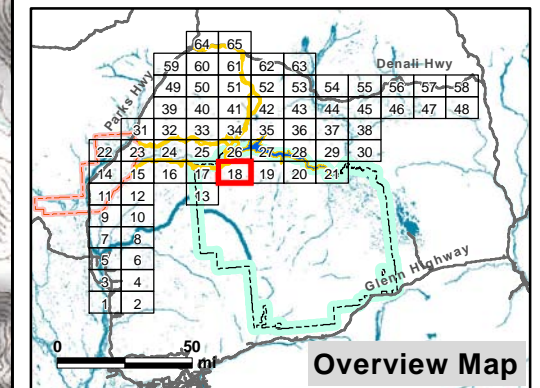 64 65
59 60 61 62 63
Denali Hwy
Parks Hwy
49 50 51 52 53 54 55 56 57 58
39 40 41 42 43 44 45 46 47 48
31 32 33 34 35 36 37 38
22 23 24 25 26 27 28 29 30
14 15 16 17 18 19 20 21
11 12 13
9 10
7 8
5 6
3 4
1 2
Glenn Highway
0 50
mi
Overview Map